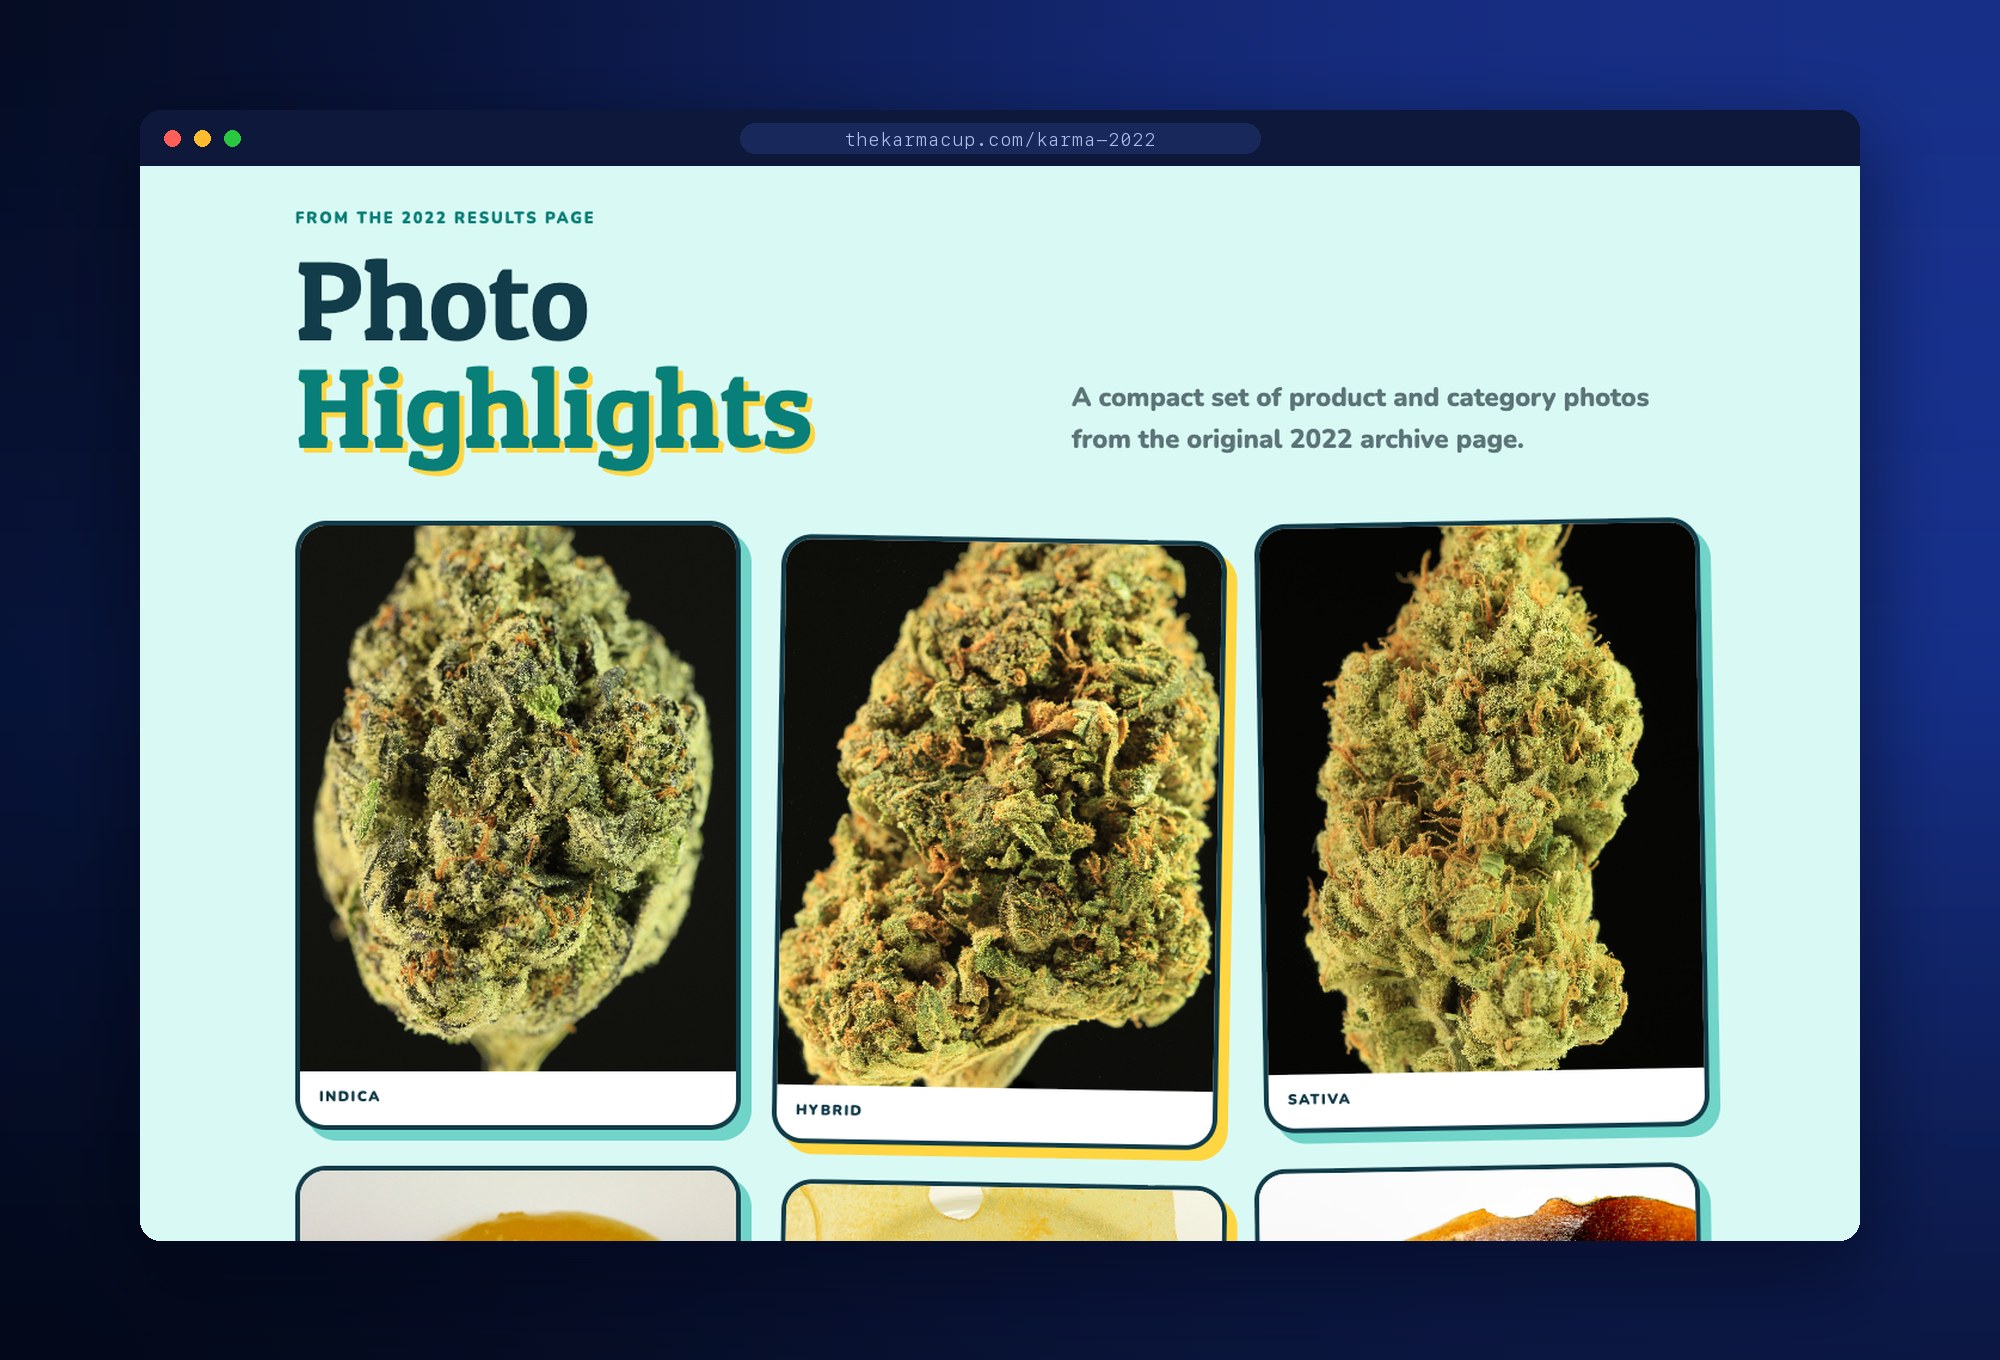 thekarmacup.com/karma-2022
FROM THE 2022 RESULTS PAGE
Photo
Highlights
A compact set of product and category photos
from the original 2022 archive page.
INDICA
HYBRID
SATIVA